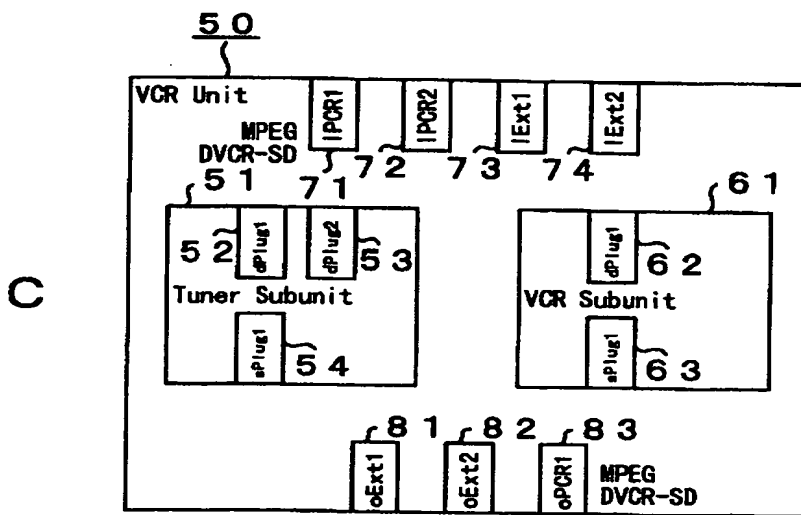 50
VCR Unit
IPCR1
IPCR2
IExt1
IExt2
MPEG
DVCR-SD
71
72
73
74
51
61
52
dPlug1
dPlug2
53
dPlug1
62
C
Tuner Subunit
VCR Subunit
sPlug1
54
sPlug1
63
81
82
83
oExt1
oExt2
oPCR1
MPEG
DVCR-SD